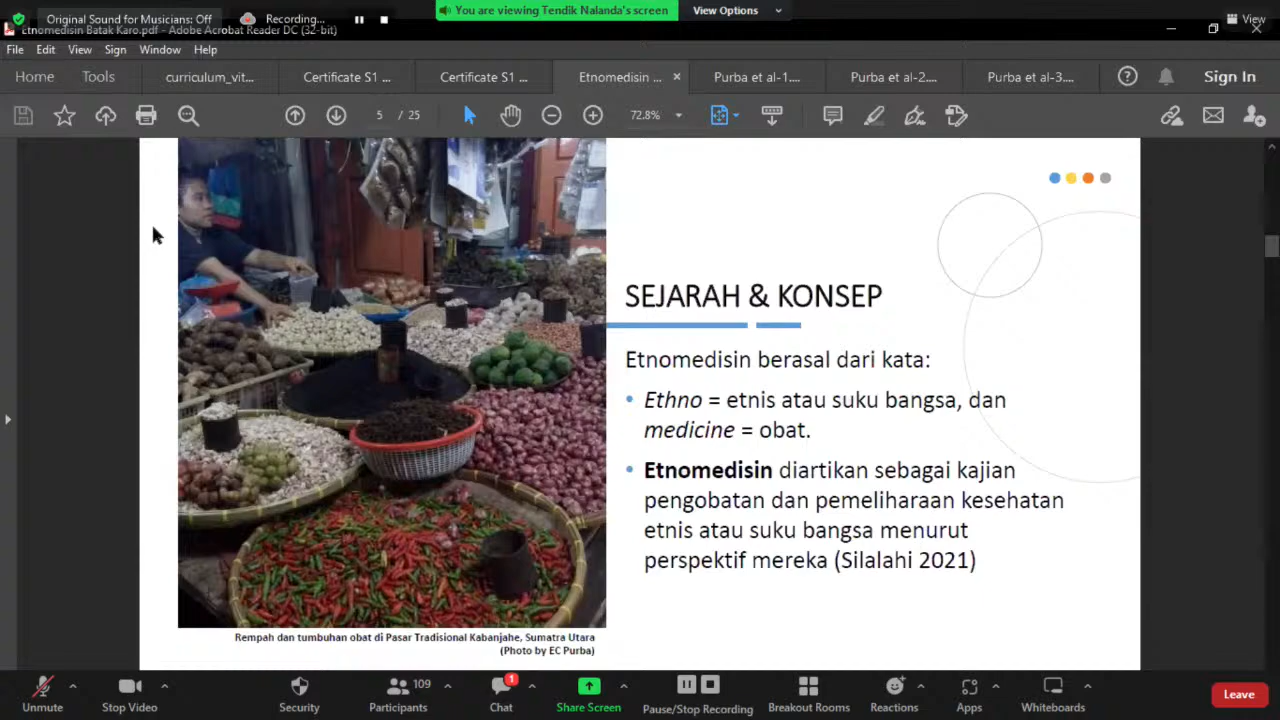 Original Sound for Musicians: Off
Recording...
You are viewing Tendik Nalanda's screen
View Options
View
Etnomedisin Batak Karo.pdf - Adobe Acrobat Reader DC (32-bit)
File Edit View Sign Window Help
Home Tools curriculum_vit... Certificate S1 ... Certificate S1 ... Etnomedisin ... Purba et al-1.... Purba et al-2.... Purba et al-3.... Sign In
5 / 25 72.8%
SEJARAH & KONSEP
Etnomedisin berasal dari kata:
• Ethno = etnis atau suku bangsa, dan
medicine = obat.
• Etnomedisin diartikan sebagai kajian
pengobatan dan pemeliharaan kesehatan
etnis atau suku bangsa menurut
perspektif mereka (Silalahi 2021)
Rempah dan tumbuhan obat di Pasar Tradisional Kabanjahe, Sumatra Utara
(Photo by EC Purba)
109
1
Unmute Stop Video Security Participants Chat Share Screen Pause/Stop Recording Breakout Rooms Reactions Apps Whiteboards Leave